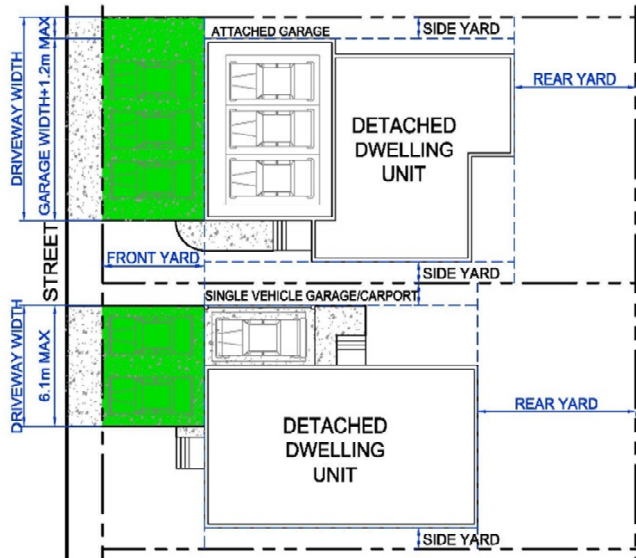 ATTACHED GARAGE
SIDE YARD
DRIVEWAY WIDTH
GARAGE WIDTH+1.2m MAX
REAR YARD
DETACHED
DWELLING
UNIT
STREET
FRONT YARD
SIDE YARD
SINGLE VEHICLE GARAGE/CARPORT
DRIVEWAY WIDTH
6.1m MAX
REAR YARD
DETACHED
DWELLING
UNIT
SIDE YARD